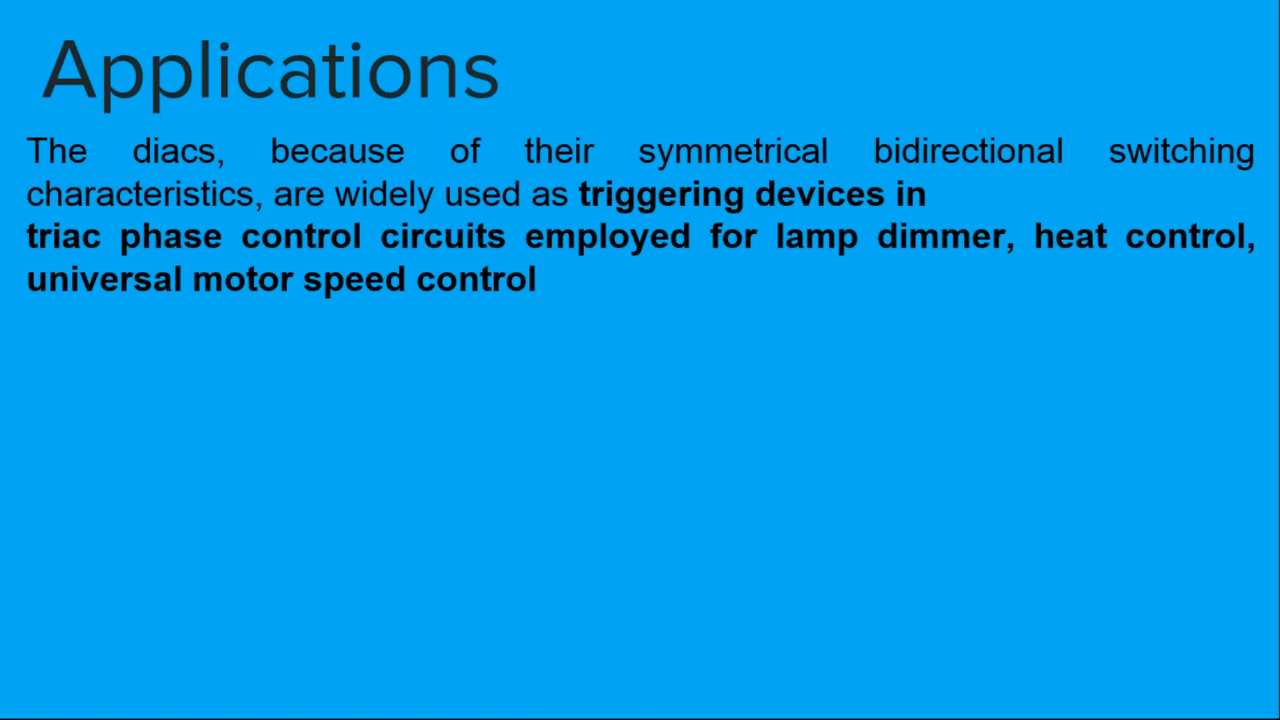 Applications
The diacs, because of their symmetrical bidirectional switching
characteristics, are widely used as triggering devices in
triac phase control circuits employed for lamp dimmer, heat control,
universal motor speed control